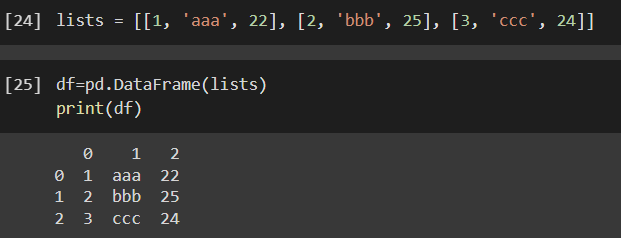 [24] lists = [[1, 'aaa', 22], [2, 'bbb', 25], [3, 'ccc', 24]]
[25] df=pd.DataFrame(lists)
print(df)
0 1 2
0 1 aaa 22
1 2 bbb 25
2 3 ccc 24